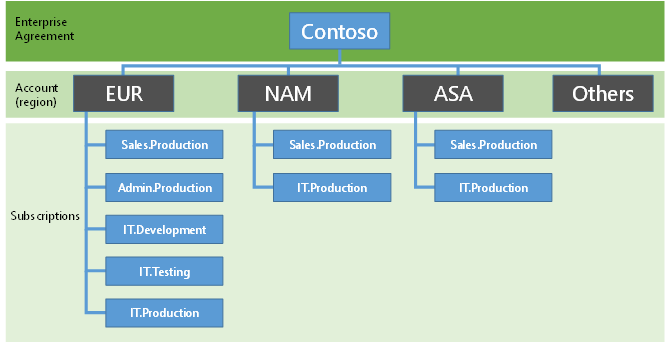 Enterprise
Agreement
Contoso
Account
(region)
EUR
NAM
ASA
Others
Subscriptions
Sales.Production
Admin.Production
IT.Development
IT.Testing
IT.Production
Sales.Production
IT.Production
Sales.Production
IT.Production